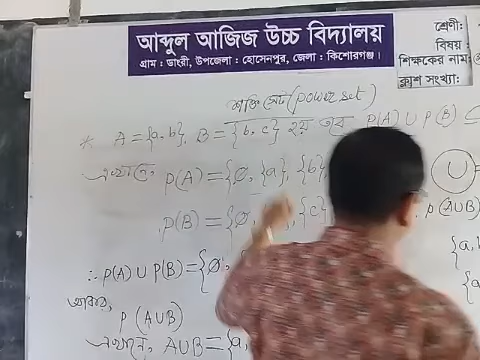 আব্দুল আজিজ উচ্চ বিদ্যালয়
গ্রাম : ডাংরী, উপজেলা : হোসেনপুর, জেলা : কিশোরগঞ্জ।
শ্রেণী:
বিষয় :
শিক্ষকের নাম:
ক্লাশ সংখ্যা:
শক্তি সেট (power set)
* A = {a, b}, B = {b, c} হয় তবে P(A) ∪ P(B) ⊆
এখানে, P(A) = {∅, {a}, {b},
P(B) = {∅, {c}
∴ P(A) ∪ P(B) = {∅,
আবার,
P(A∪B)
এখানে, A∪B = {a,
∪
P(A∪B)
{a, b
{a,